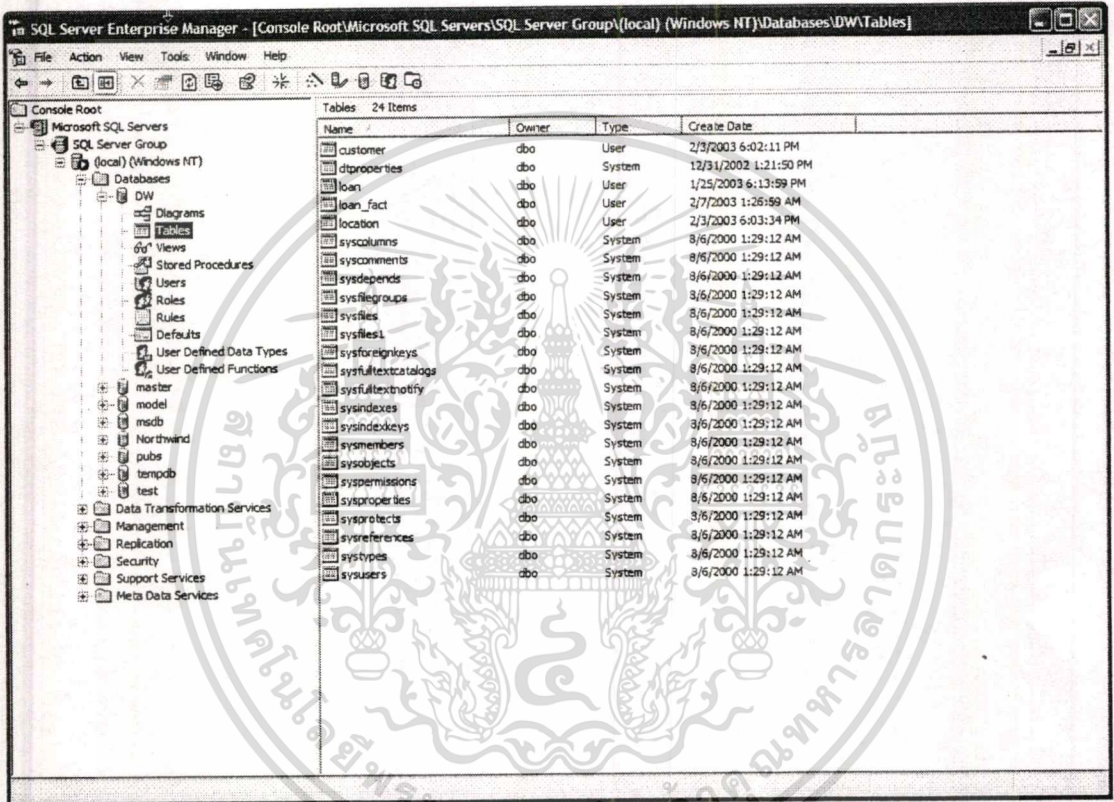 SQL Server Enterprise Manager - [Console Root\Microsoft SQL Servers\SQL Server Group\(local) (Windows NT)\Databases\DW\Tables]
File Action View Tools Window Help
Console Root
Microsoft SQL Servers
SQL Server Group
(local) (Windows NT)
Databases
DW
Diagrams
Tables
Views
Stored Procedures
Users
Roles
Rules
Defaults
User Defined Data Types
User Defined Functions
master
model
msdb
Northwind
pubs
tempdb
test
Data Transformation Services
Management
Replication
Security
Support Services
Meta Data Services
Tables 24 Items
Name Owner Type Create Date
customer dbo User 2/3/2003 6:02:11 PM
dtproperties dbo System 12/31/2002 1:21:50 PM
loan dbo User 1/25/2003 6:13:59 PM
loan_fact dbo User 2/7/2003 1:26:59 AM
location dbo User 2/3/2003 6:03:34 PM
syscolumns dbo System 8/6/2000 1:29:12 AM
syscomments dbo System 8/6/2000 1:29:12 AM
sysdepends dbo System 8/6/2000 1:29:12 AM
sysfilegroups dbo System 8/6/2000 1:29:12 AM
sysfiles dbo System 8/6/2000 1:29:12 AM
sysfiles1 dbo System 8/6/2000 1:29:12 AM
sysforeignkeys dbo System 8/6/2000 1:29:12 AM
sysfulltextcatalogs dbo System 8/6/2000 1:29:12 AM
sysfulltextnotify dbo System 8/6/2000 1:29:12 AM
sysindexes dbo System 8/6/2000 1:29:12 AM
sysindexkeys dbo System 8/6/2000 1:29:12 AM
sysmembers dbo System 8/6/2000 1:29:12 AM
sysobjects dbo System 8/6/2000 1:29:12 AM
syspermissions dbo System 8/6/2000 1:29:12 AM
sysproperties dbo System 8/6/2000 1:29:12 AM
sysprotects dbo System 8/6/2000 1:29:12 AM
sysreferences dbo System 8/6/2000 1:29:12 AM
systypes dbo System 8/6/2000 1:29:12 AM
sysusers dbo System 8/6/2000 1:29:12 AM